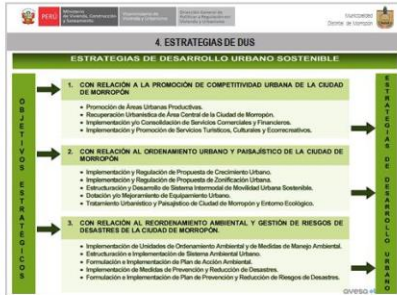 PERÚ
Ministerio de Vivienda, Construcción y Saneamiento
Viceministerio de Vivienda y Urbanismo
Dirección General de Políticas y Regulación en Vivienda y Urbanismo
Municipalidad
Distrital de Morropón
4. ESTRATEGIAS DE DUS
ESTRATEGIAS DE DESARROLLO URBANO SOSTENIBLE
OBJETIVOS ESTRATÉGICOS
1. CON RELACIÓN A LA PROMOCIÓN DE COMPETITIVIDAD URBANA DE LA CIUDAD
DE MORROPÓN
• Promoción de Áreas Urbanas Productivas.
• Recuperación Urbanística de Área Central de la Ciudad de Morropón.
• Implementación y/o Consolidación de Servicios Comerciales y Financieros.
• Implementación y Promoción de Servicios Turísticos, Culturales y Ecorrecreativos.
2. CON RELACIÓN AL ORDENAMIENTO URBANO Y PAISAJÍSTICO DE LA CIUDAD DE
MORROPÓN
• Implementación y Regulación de Propuesta de Crecimiento Urbano.
• Implementación y Regulación de Propuesta de Zonificación Urbana.
• Estructuración y Desarrollo de Sistema Intermodal de Movilidad Urbana Sostenible.
• Dotación y/o Mejoramiento de Equipamiento Urbano.
• Tratamiento Urbanístico y Paisajístico de Ciudad de Morropón y Entorno Ecológico.
3. CON RELACIÓN AL REORDENAMIENTO AMBIENTAL Y GESTIÓN DE RIESGOS DE
DESASTRES DE LA CIUDAD DE MORROPÓN.
• Implementación de Unidades de Ordenamiento Ambiental y de Medidas de Manejo Ambiental.
• Estructuración e Implementación de Sistema Ambiental Urbano.
• Formulación e Implementación de Plan de Acción Ambiental.
• Implementación de Medidas de Prevención y Reducción de Desastres.
• Formulación e Implementación de Plan de Prevención y Reducción de Riesgos de Desastres.
ESTRATEGIAS DE DESARROLLO URBANO